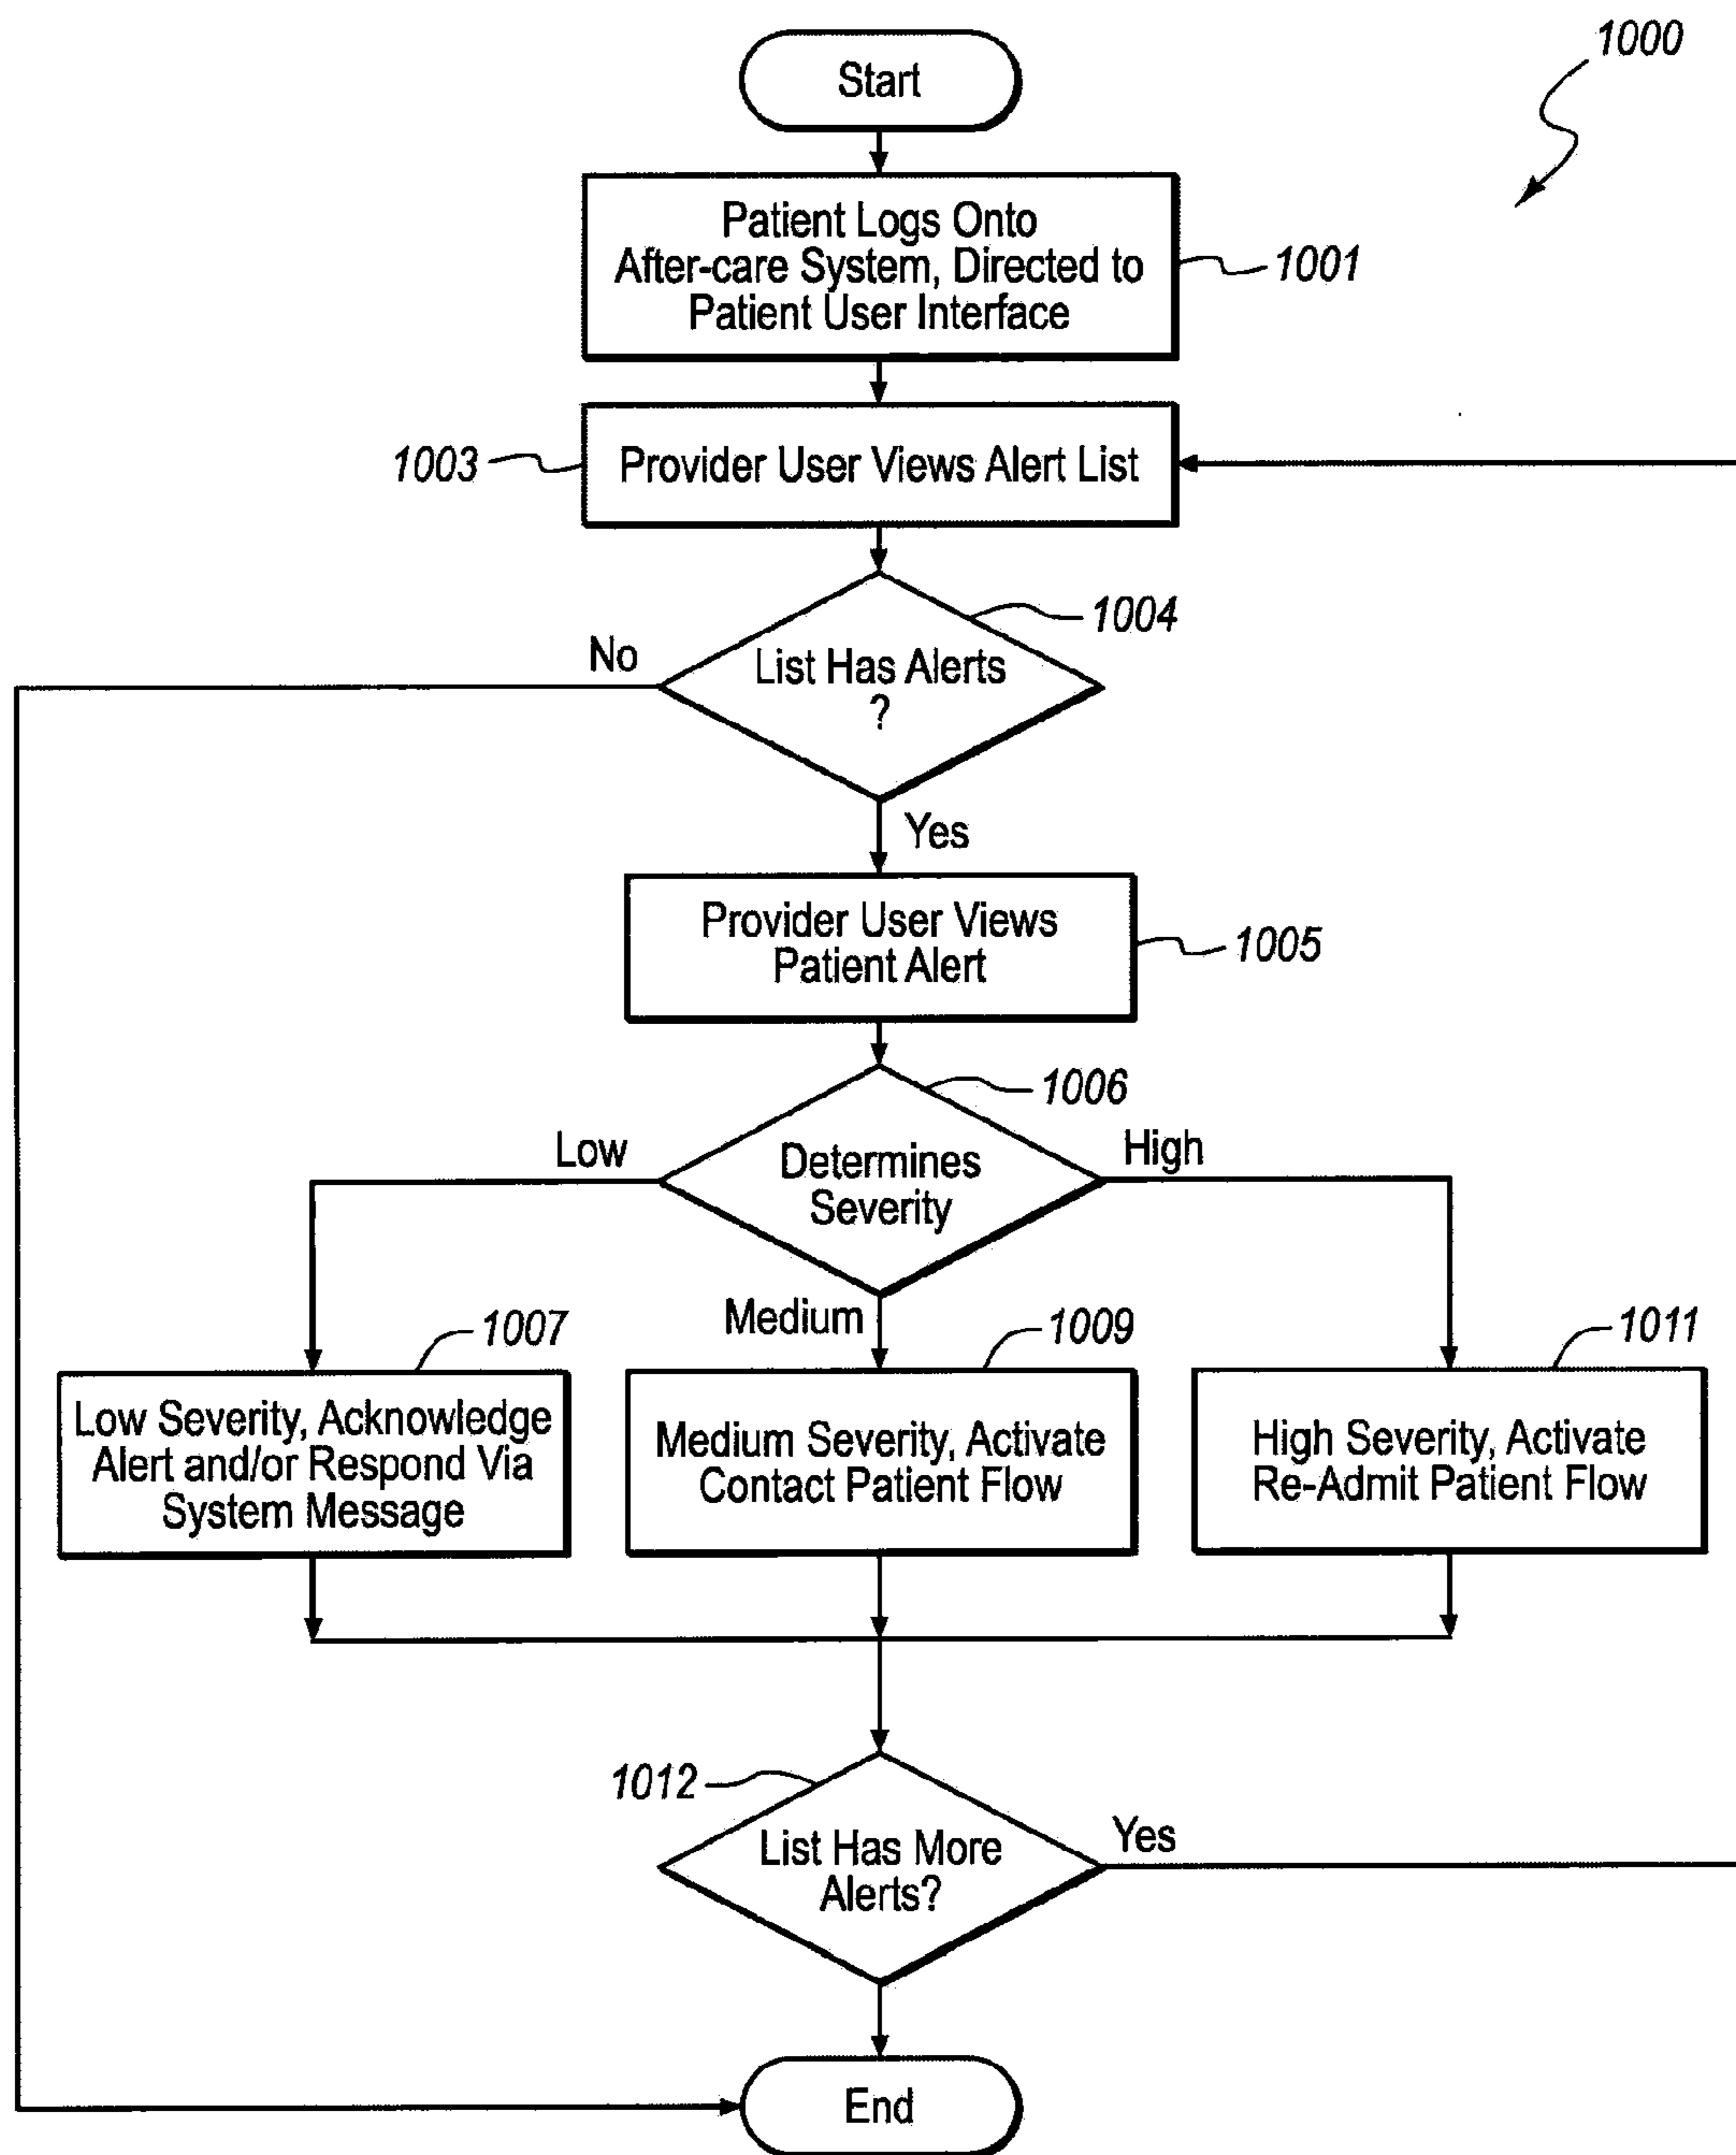 1000
Start
Patient Logs Onto
After-care System, Directed to
Patient User Interface
1001
1003
Provider User Views Alert List
1004
No
List Has Alerts
?
Yes
Provider User Views
Patient Alert
1005
1006
Low
Determines
Severity
High
Medium
1007
1009
1011
Low Severity, Acknowledge
Alert and/or Respond Via
System Message
Medium Severity, Activate
Contact Patient Flow
High Severity, Activate
Re-Admit Patient Flow
1012
List Has More
Alerts?
Yes
End